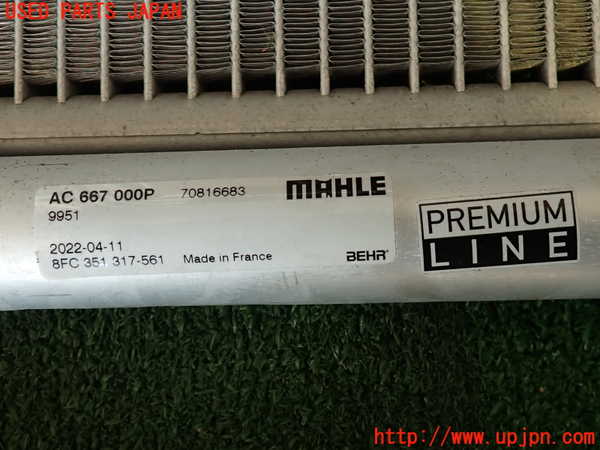 USED PARTS JAPAN
AC 667 000P 70816683 MAHLE
9951
PREMIUM
LINE
2022-04-11
8FC 351 317-561 Made in France BEHR®
http://www.upjpn.com/